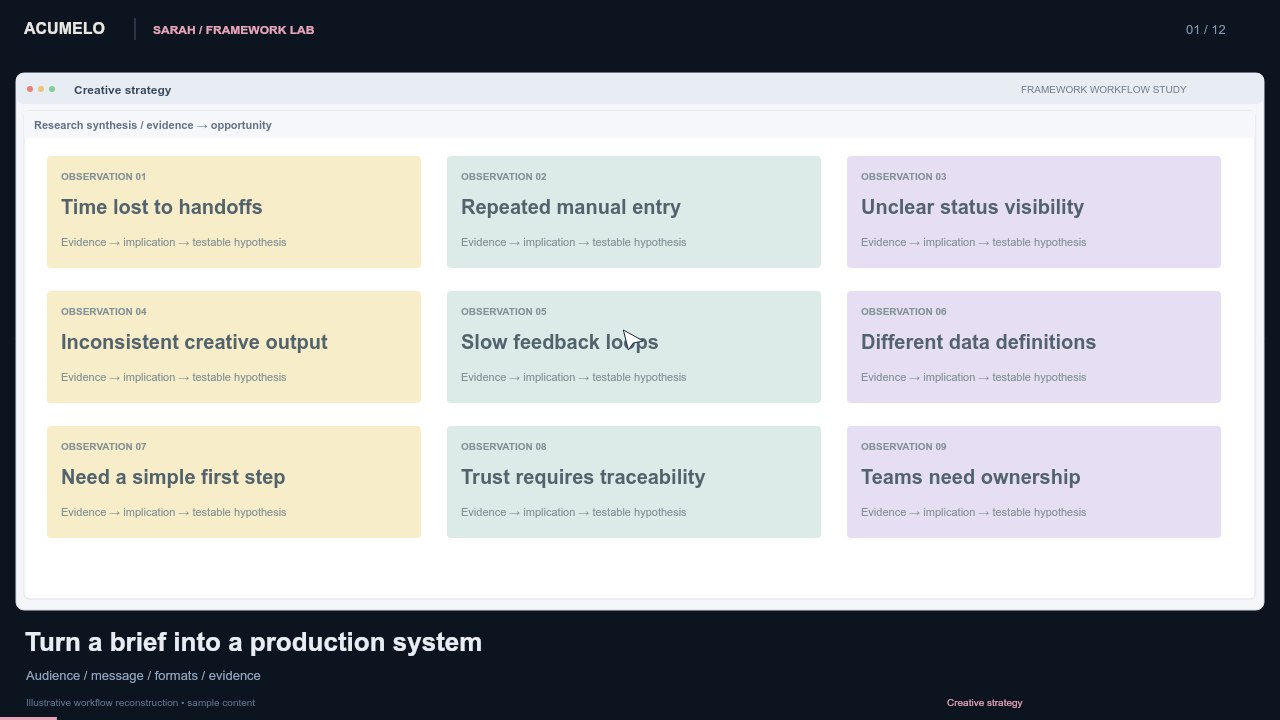 ACUMELO
SARAH / FRAMEWORK LAB
01 / 12
Creative strategy
FRAMEWORK WORKFLOW STUDY
Research synthesis / evidence → opportunity
OBSERVATION 01
Time lost to handoffs
Evidence → implication → testable hypothesis
OBSERVATION 02
Repeated manual entry
Evidence → implication → testable hypothesis
OBSERVATION 03
Unclear status visibility
Evidence → implication → testable hypothesis
OBSERVATION 04
Inconsistent creative output
Evidence → implication → testable hypothesis
OBSERVATION 05
Slow feedback loops
Evidence → implication → testable hypothesis
OBSERVATION 06
Different data definitions
Evidence → implication → testable hypothesis
OBSERVATION 07
Need a simple first step
Evidence → implication → testable hypothesis
OBSERVATION 08
Trust requires traceability
Evidence → implication → testable hypothesis
OBSERVATION 09
Teams need ownership
Evidence → implication → testable hypothesis
Turn a brief into a production system
Audience / message / formats / evidence
Illustrative workflow reconstruction • sample content
Creative strategy